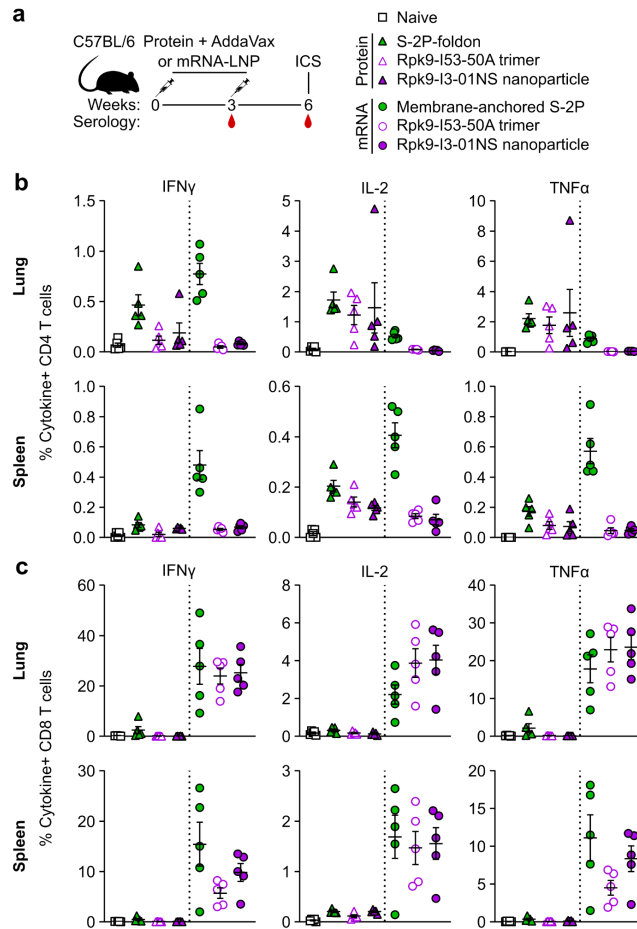 a
C57BL/6
Protein + AddaVax
or mRNA-LNP
ICS
Weeks: 0 3 6
Serology:
Naive
Protein
S-2P-foldon
Rpk9-I53-50A trimer
Rpk9-I3-01NS nanoparticle
mRNA
Membrane-anchored S-2P
Rpk9-I53-50A trimer
Rpk9-I3-01NS nanoparticle
b
IFNγ IL-2 TNFα
Lung
% Cytokine+ CD4 T cells
1.5 5 10
1.0 4 8
0.5 3 6
0.0 2 4
1 2
0 0
Spleen
1.0 0.6 1.0
0.8 0.4 0.8
0.6 0.2 0.6
0.4 0.0 0.4
0.2 0.2
0.0 0.0
c
IFNγ IL-2 TNFα
Lung
% Cytokine+ CD8 T cells
60 8 40
40 6 30
20 4 20
0 2 10
0 0
Spleen
30 3 20
20 2 15
10 1 10
0 0 5
0